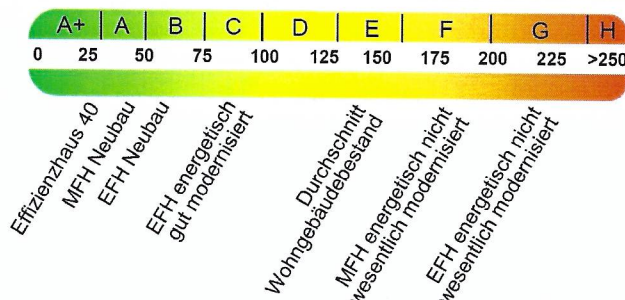 A+ A B C D E F G H
0 25 50 75 100 125 150 175 200 225 >250
Effizienzhaus 40
MFH Neubau
EFH Neubau
EFH energetisch
gut modernisiert
Durchschnitt
Wohngebäudebestand
MFH energetisch nicht
wesentlich modernisiert
EFH energetisch nicht
wesentlich modernisiert